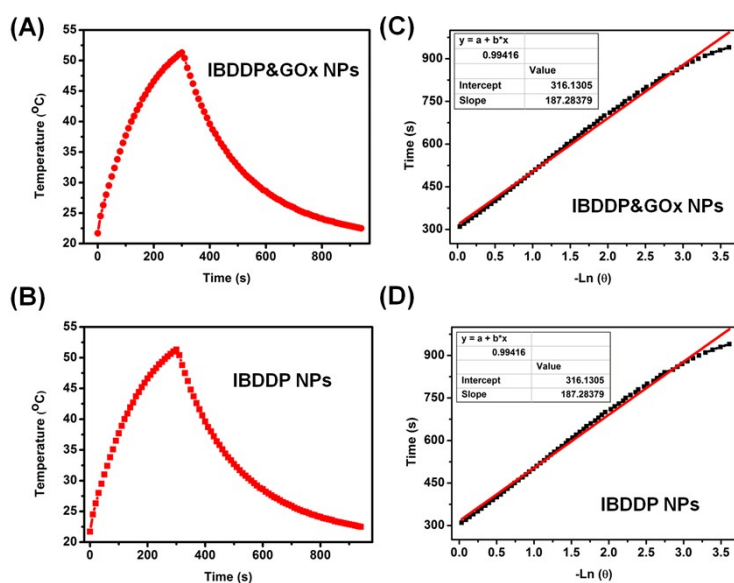 (A)
IBDDP&GOx NPs
Temperature (°C)
55
50
45
40
35
30
25
20
0 200 400 600 800
Time (s)
(C)
y = a + b*x
0.99416
Value
Intercept 316.1305
Slope 187.28379
IBDDP&GOx NPs
Time (s)
900
750
600
450
300
0.0 0.5 1.0 1.5 2.0 2.5 3.0 3.5
-Ln (θ)
(B)
IBDDP NPs
Temperature (°C)
55
50
45
40
35
30
25
20
0 200 400 600 800
Time (s)
(D)
y = a + b*x
0.99416
Value
Intercept 316.1305
Slope 187.28379
IBDDP NPs
Time (s)
900
750
600
450
300
0.0 0.5 1.0 1.5 2.0 2.5 3.0 3.5
-Ln (θ)